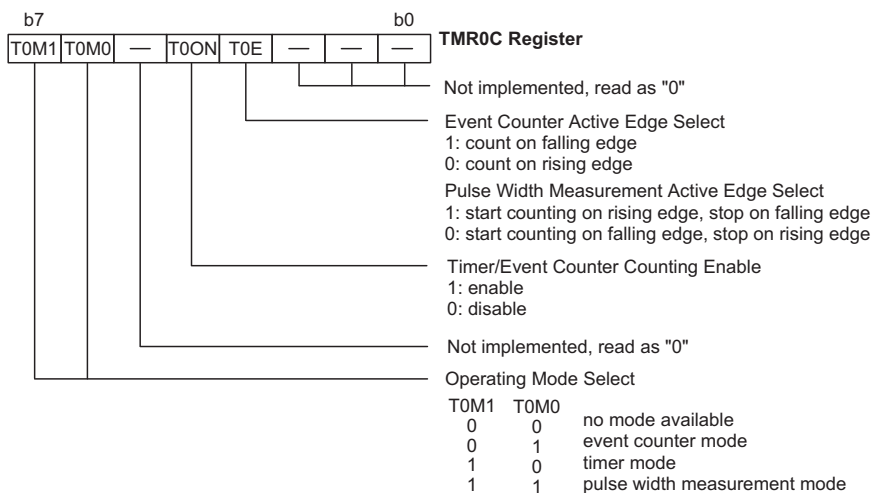 b7 b0
T0M1 T0M0 — T0ON T0E — — — TMR0C Register
Not implemented, read as "0"
Event Counter Active Edge Select
1: count on falling edge
0: count on rising edge
Pulse Width Measurement Active Edge Select
1: start counting on rising edge, stop on falling edge
0: start counting on falling edge, stop on rising edge
Timer/Event Counter Counting Enable
1: enable
0: disable
Not implemented, read as "0"
Operating Mode Select
T0M1 T0M0
0 0 no mode available
0 1 event counter mode
1 0 timer mode
1 1 pulse width measurement mode